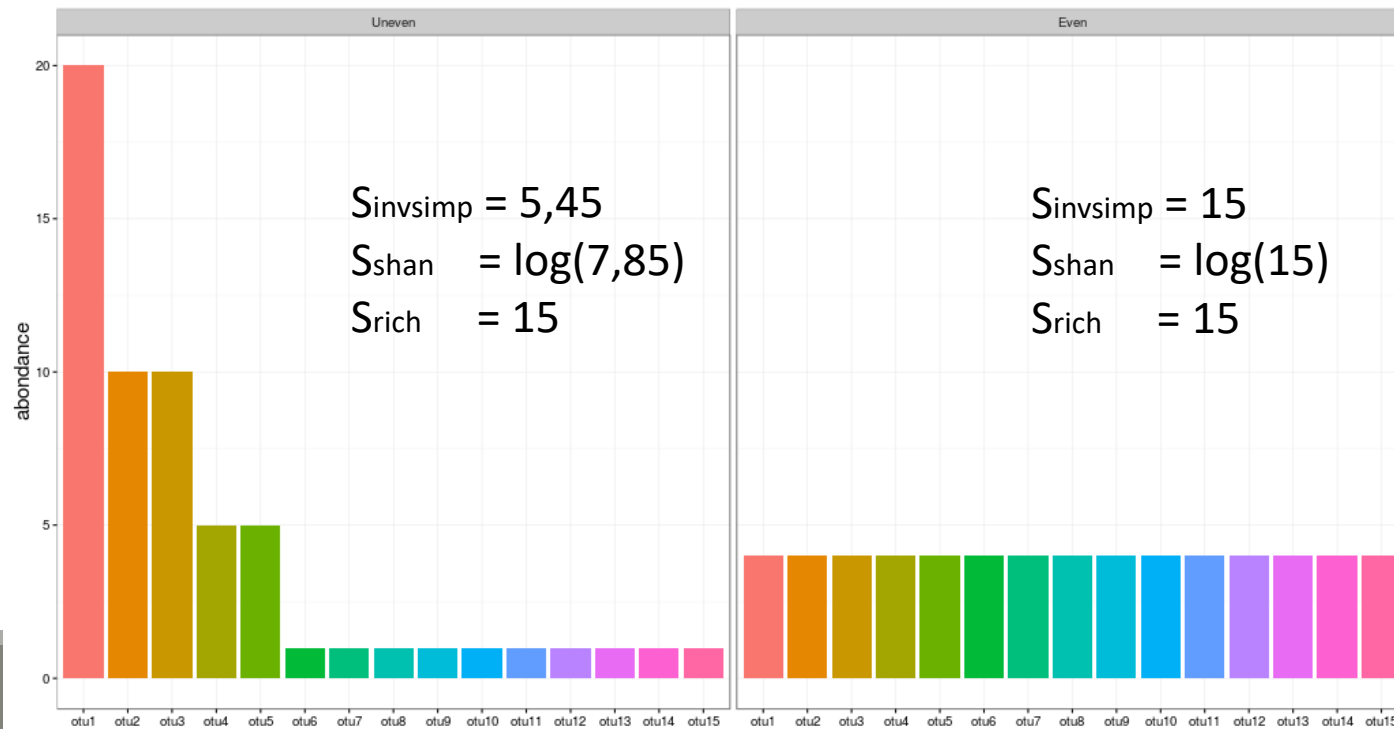 Uneven
Even
abondance
20
15
10
5
0
Sinvsimp = 5,45
Sshan = log(7,85)
Srich = 15
Sinvsimp = 15
Sshan = log(15)
Srich = 15
otu1 otu2 otu3 otu4 otu5 otu6 otu7 otu8 otu9 otu10 otu11 otu12 otu13 otu14 otu15
otu1 otu2 otu3 otu4 otu5 otu6 otu7 otu8 otu9 otu10 otu11 otu12 otu13 otu14 otu15